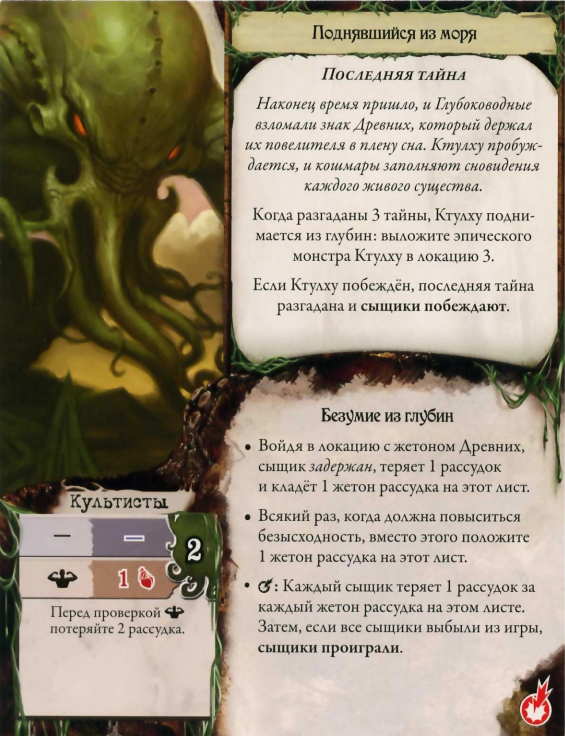 Поднявшийся из моря
Последняя тайна
Наконец время пришло, и Глубоководные
взломали знак Древних, который держал
их повелителя в плену сна. Ктулху пробуж-
дается, и кошмары заполняют сновидения
каждого живого существа.
Когда разгаданы 3 тайны, Ктулху подни-
мается из глубин: выложите эпического
монстра Ктулху в локацию 3.
Если Ктулху побеждён, последняя тайна
разгадана и сыщики побеждают.
Безумие из глубин
• Войдя в локацию с жетоном Древних,
сыщик задержан, теряет 1 рассудок
и кладёт 1 жетон рассудка на этот лист.
• Всякий раз, когда должна повыситься
безысходность, вместо этого положите
1 жетон рассудка на этот лист.
• : Каждый сыщик теряет 1 рассудок за
каждый жетон рассудка на этом листе.
Затем, если все сыщики выбыли из игры,
сыщики проиграли.
Культисты
— — 2
1
Перед проверкой
потеряйте 2 рассудка.